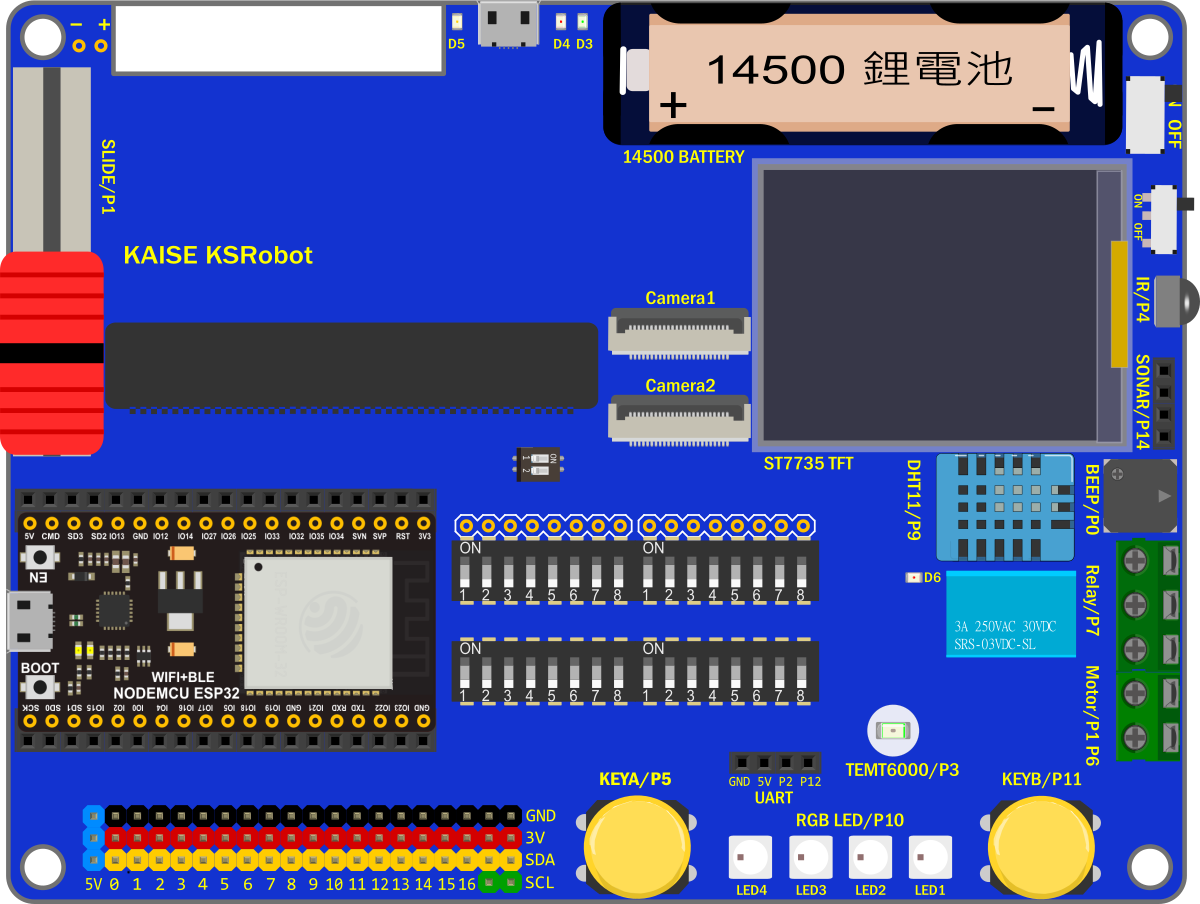 − +
D5 D4 D3
14500 鋰電池
+ −
14500 BATTERY
OFF
ON OFF
SLIDE/P1
KAISE KSRobot
Camera1
Camera2
IR/P4
SONAR/P14
ST7735 TFT
DHT11/P9
BEEP/P0
ON
1 2
5V CMD SD3 SD2 IO13 GND IO12 IO14 IO27 IO26 IO25 IO33 IO32 IO35 IO34 SVN SVP RST 3V3
EN
BOOT
WIFI+BLE
NODEMCU ESP32
SCK SD0 SD1 IO15 IO2 IO0 IO4 IO16 IO17 IO5 IO18 IO19 GND IO21 RXD TXD IO22 IO23 GND
ON ON
1 2 3 4 5 6 7 8 1 2 3 4 5 6 7 8
ON ON
1 2 3 4 5 6 7 8 1 2 3 4 5 6 7 8
D6
3A 250VAC 30VDC
SRS-03VDC-SL
Relay/P7
Motor/P1 P6
TEMT6000/P3
GND 5V P2 P12
UART
KEYA/P5
KEYB/P11
RGB LED/P10
LED4 LED3 LED2 LED1
GND
3V
SDA
5V 0 1 2 3 4 5 6 7 8 9 10 11 12 13 14 15 16 SCL